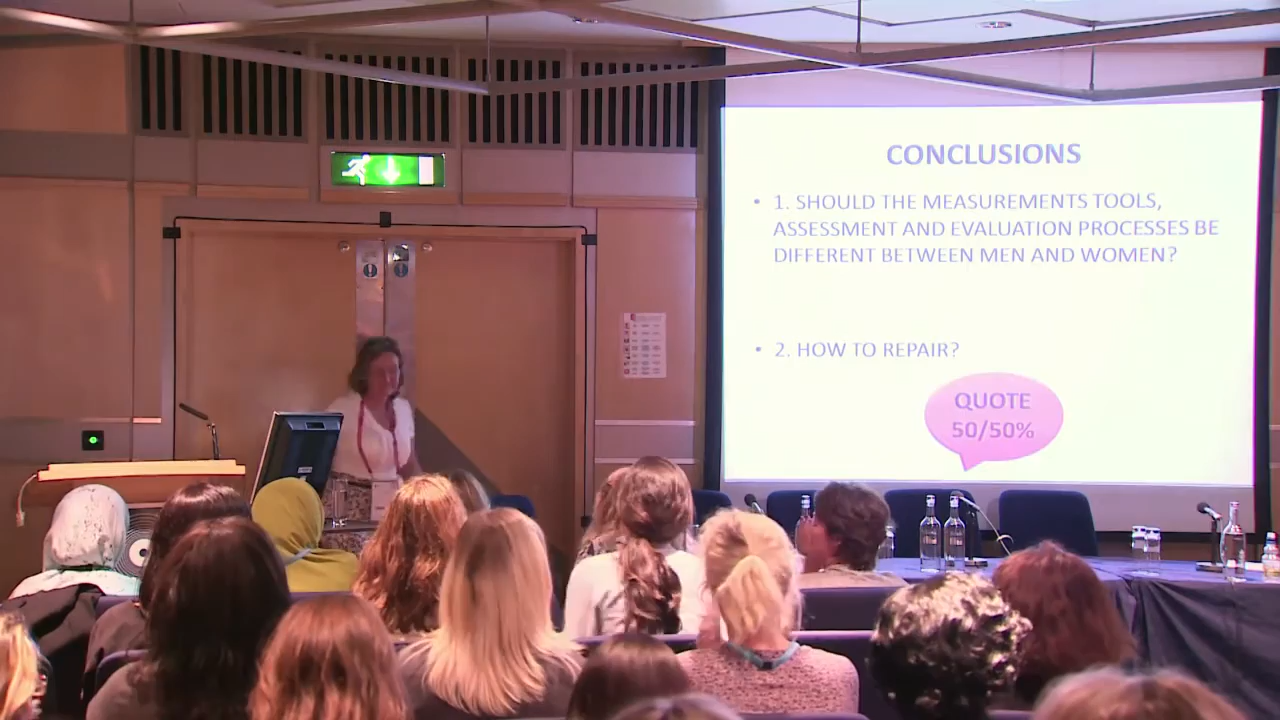 CONCLUSIONS
• 1. SHOULD THE MEASUREMENTS TOOLS,
ASSESSMENT AND EVALUATION PROCESSES BE
DIFFERENT BETWEEN MEN AND WOMEN?
• 2. HOW TO REPAIR?
QUOTE
50/50%